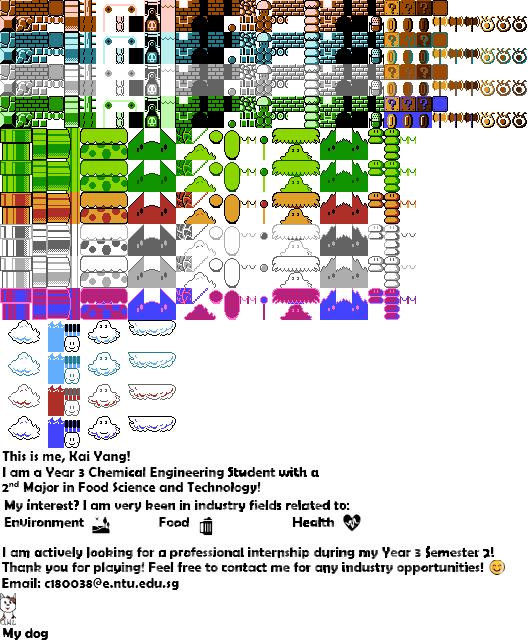 This is me, Kai Yang!
I am a Year 3 Chemical Engineering Student with a
2nd Major in Food Science and Technology!
My interest? I am very keen in industry fields related to:
Environment Food Health
I am actively looking for a professional internship during my Year 3 Semester 2!
Thank you for playing! Feel free to contact me for any industry opportunities! 😊
Email: c180038@e.ntu.edu.sg
My dog